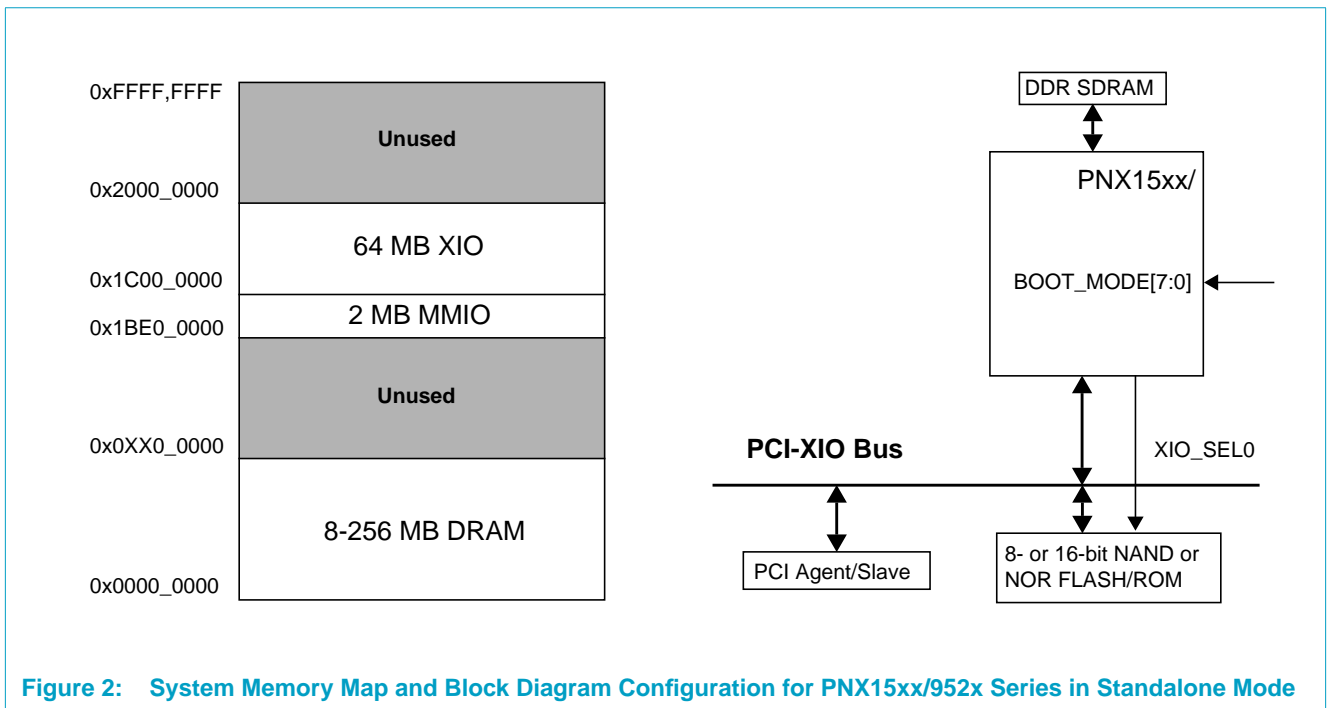 0xFFFF,FFFF
Unused
0x2000_0000
64 MB XIO
0x1C00_0000
2 MB MMIO
0x1BE0_0000
Unused
0x0XX0_0000
8-256 MB DRAM
0x0000_0000
DDR SDRAM
PNX15xx/
BOOT_MODE[7:0]
PCI-XIO Bus
XIO_SEL0
PCI Agent/Slave
8- or 16-bit NAND or
NOR FLASH/ROM
Figure 2: System Memory Map and Block Diagram Configuration for PNX15xx/952x Series in Standalone Mode